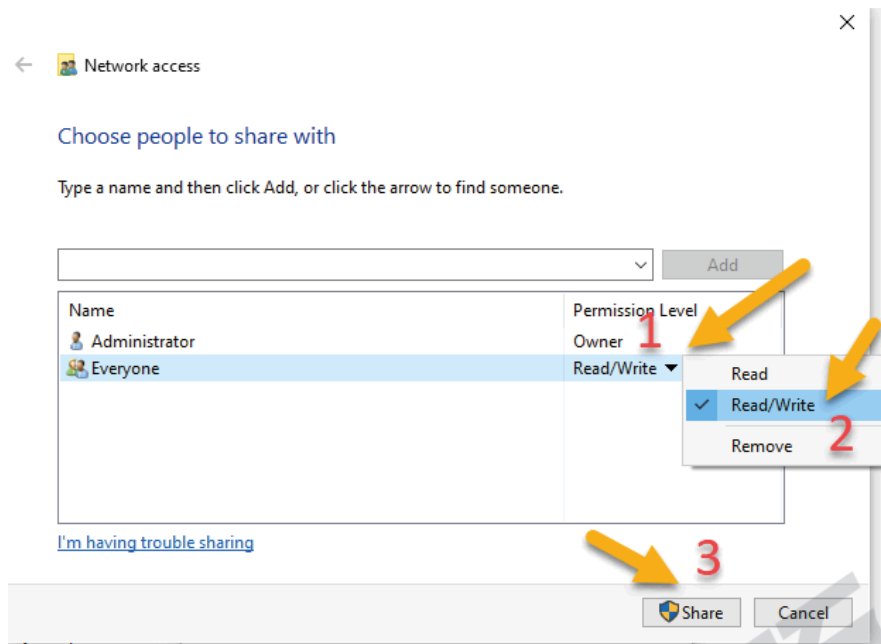 Network access
Choose people to share with
Type a name and then click Add, or click the arrow to find someone.
Add
Name Permission Level
Administrator Owner 1
Everyone Read/Write
Read
Read/Write
2
Remove
I'm having trouble sharing
3
Share Cancel